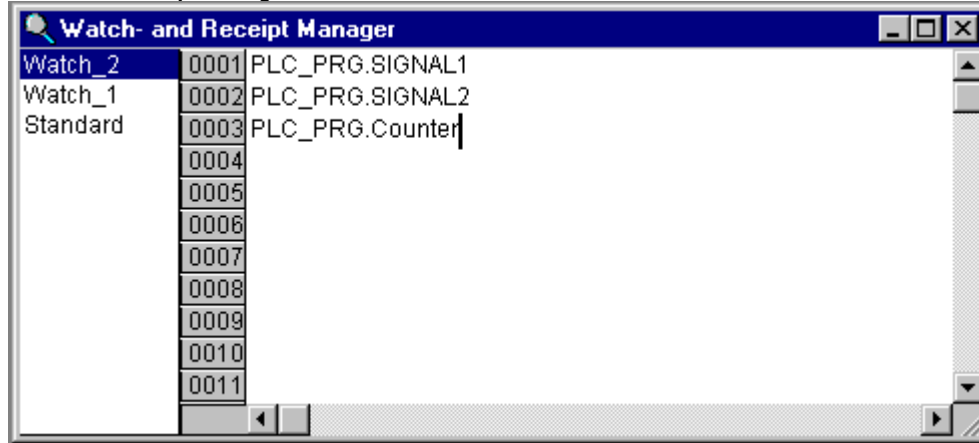 Watch- and Receipt Manager
Watch_2
Watch_1
Standard
0001 PLC_PRG.SIGNAL1
0002 PLC_PRG.SIGNAL2
0003 PLC_PRG.Counter
0004
0005
0006
0007
0008
0009
0010
0011